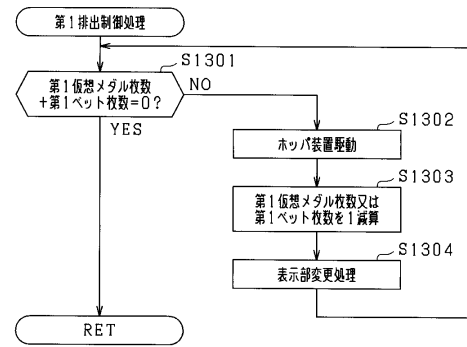 第1排出制御処理
S1301
第1仮想メダル枚数
+第1ベット枚数=0?
NO
YES
S1302
ホッパ装置駆動
S1303
第1仮想メダル枚数又は
第1ベット枚数を1減算
S1304
表示部変更処理
RET